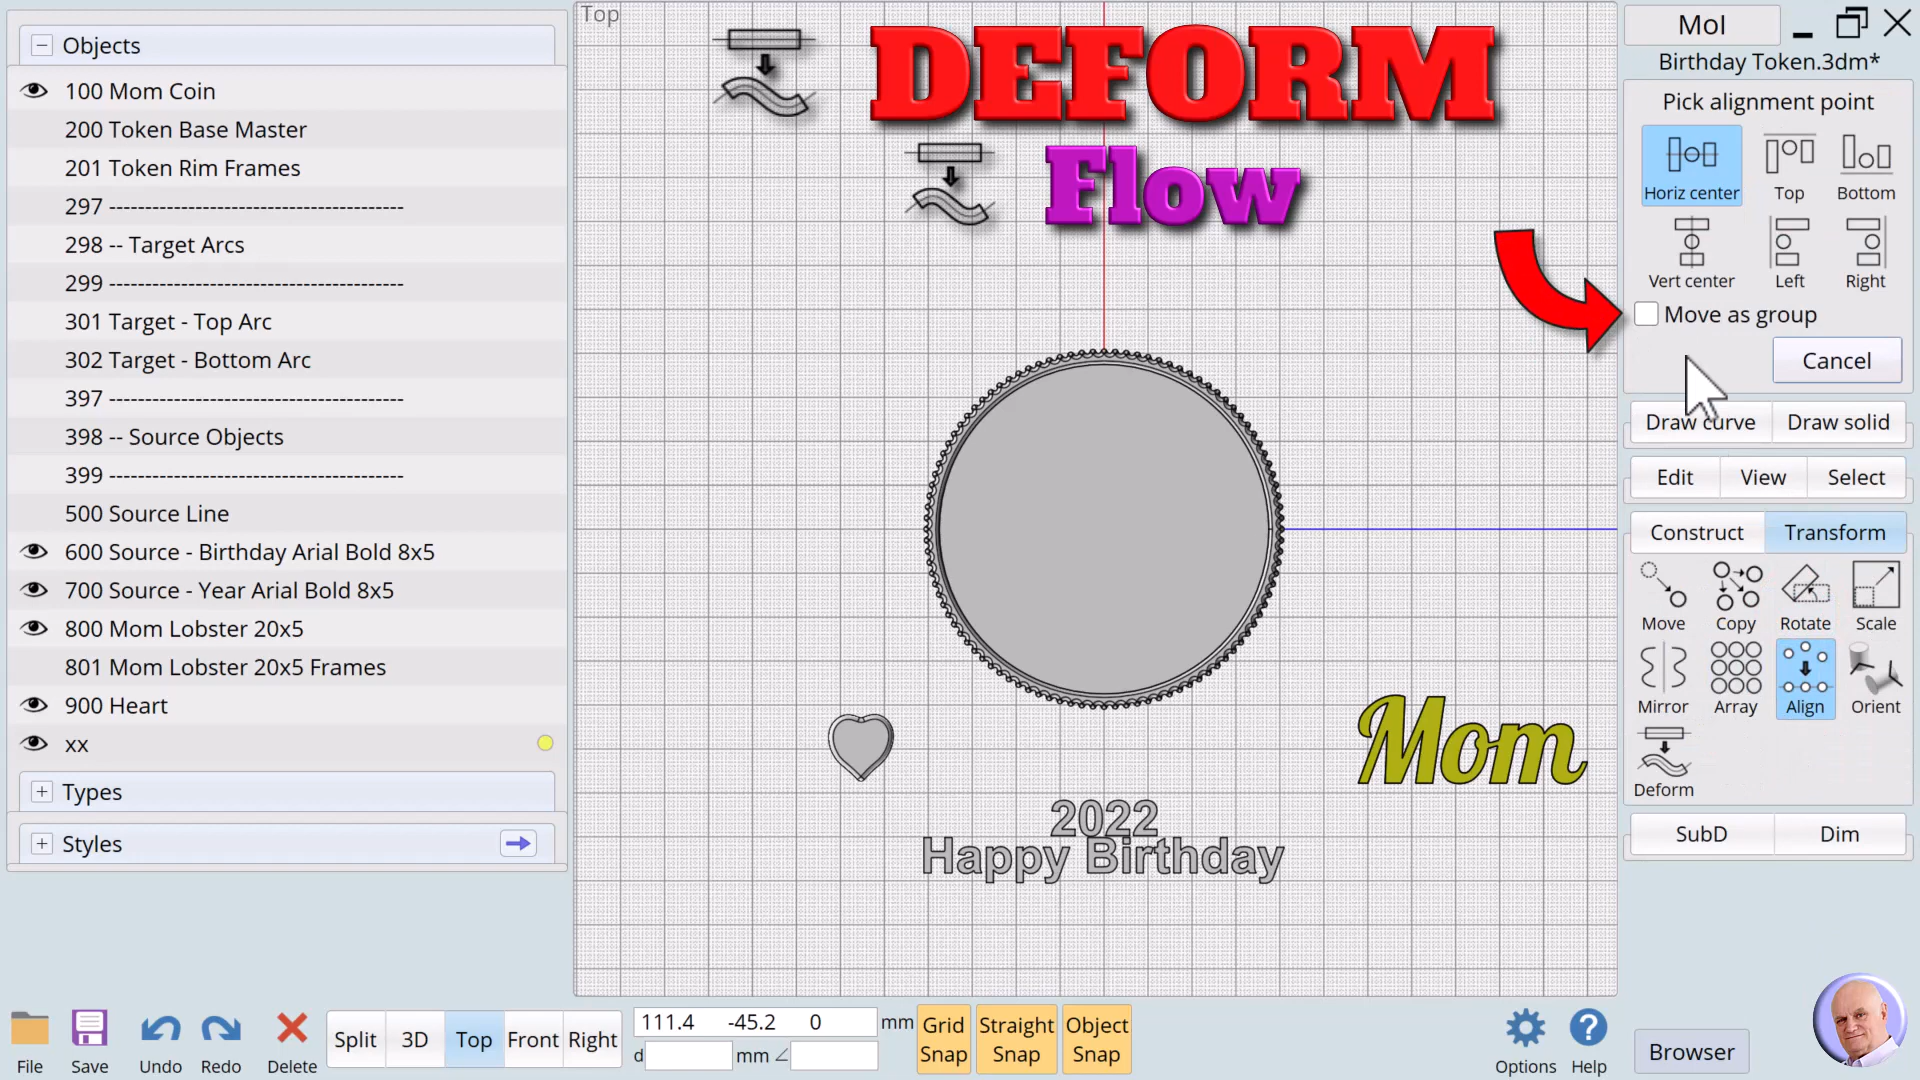 Objects
100 Mom Coin
200 Token Base Master
201 Token Rim Frames
297 -----------------------------------------
298 -- Target Arcs
299 -----------------------------------------
301 Target - Top Arc
302 Target - Bottom Arc
397 -----------------------------------------
398 -- Source Objects
399 -----------------------------------------
500 Source Line
600 Source - Birthday Arial Bold 8x5
700 Source - Year Arial Bold 8x5
800 Mom Lobster 20x5
801 Mom Lobster 20x5 Frames
900 Heart
xx
Types
Styles
Top
DEFORM
Flow
Mom
2022
Happy Birthday
MoI
Birthday Token.3dm*
Pick alignment point
Horiz center
Top
Bottom
Vert center
Left
Right
Move as group
Cancel
Draw curve
Draw solid
Edit
View
Select
Construct
Transform
Move
Copy
Rotate
Scale
Mirror
Array
Align
Orient
Deform
SubD
Dim
File
Save
Undo
Redo
Delete
Split
3D
Top
Front
Right
111.4 -45.2 0 mm
d mm
Grid Snap
Straight Snap
Object Snap
Options
Help
Browser